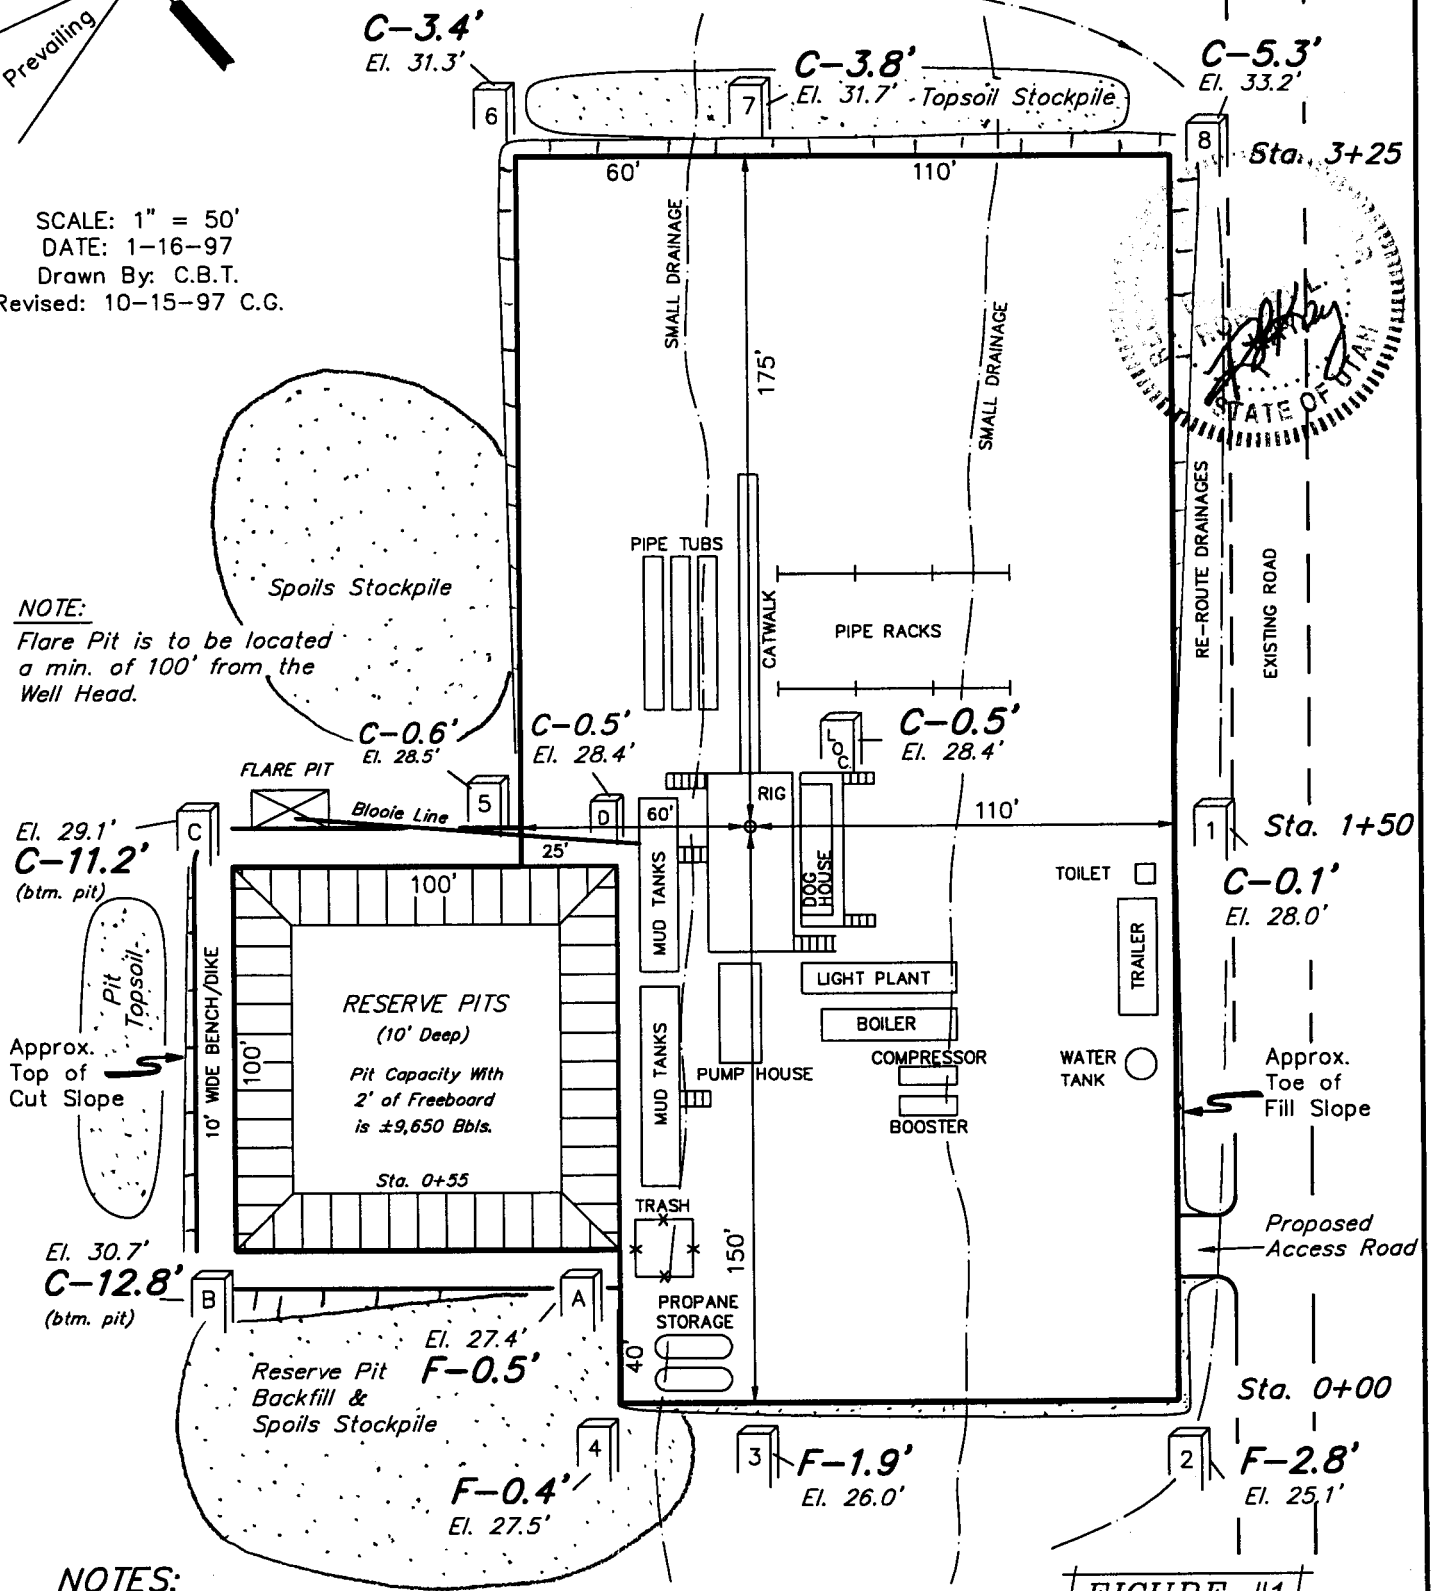 Prevailing
C-3.4'
El. 31.3'
6
C-3.8'
El. 31.7'
7
Topsoil Stockpile
C-5.3'
El. 33.2'
8
Sta. 3+25
60'
110'
SCALE: 1" = 50'
DATE: 1-16-97
Drawn By: C.B.T.
Revised: 10-15-97 C.G.
SMALL DRAINAGE
SMALL DRAINAGE
175'
STATE OF UTAH
Spoils Stockpile
NOTE:
Flare Pit is to be located
a min. of 100' from the
Well Head.
PIPE TUBS
CATWALK
PIPE RACKS
RE-ROUTE DRAINAGES
EXISTING ROAD
C-0.6'
El. 28.5'
5
C-0.5'
El. 28.4'
D
LOC.
C-0.5'
El. 28.4'
FLARE PIT
Blooie Line
RIG
60'
110'
25'
1
Sta. 1+50
C-0.1'
El. 28.0'
El. 29.1'
C
C-11.2'
(btm. pit)
DOG HOUSE
MUD TANKS
TOILET
TRAILER
100'
Pit Topsoil
10' WIDE BENCH/DIKE
100'
RESERVE PITS
(10' Deep)
Pit Capacity With
2' of Freeboard
is ±9,650 Bbls.
Sta. 0+55
LIGHT PLANT
BOILER
COMPRESSOR
BOOSTER
PUMP HOUSE
MUD TANKS
WATER
TANK
Approx.
Top of
Cut Slope
Approx.
Toe of
Fill Slope
TRASH
150'
Proposed
Access Road
El. 30.7'
C-12.8'
(btm. pit)
B
A
El. 27.4'
F-0.5'
PROPANE
STORAGE
40'
Reserve Pit
Backfill &
Spoils Stockpile
Sta. 0+00
4
F-0.4'
El. 27.5'
3
F-1.9'
El. 26.0'
2
F-2.8'
El. 25.1'
NOTES:
FIGURE #1